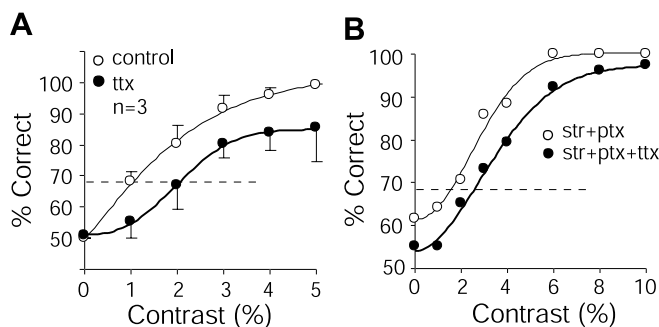 A
control
ttx
n=3
100
90
80
70
60
50
% Correct
0 1 2 3 4 5
Contrast (%)
B
100
90
80
70
60
50
% Correct
str+ptx
str+ptx+ttx
0 2 4 6 8 10
Contrast (%)